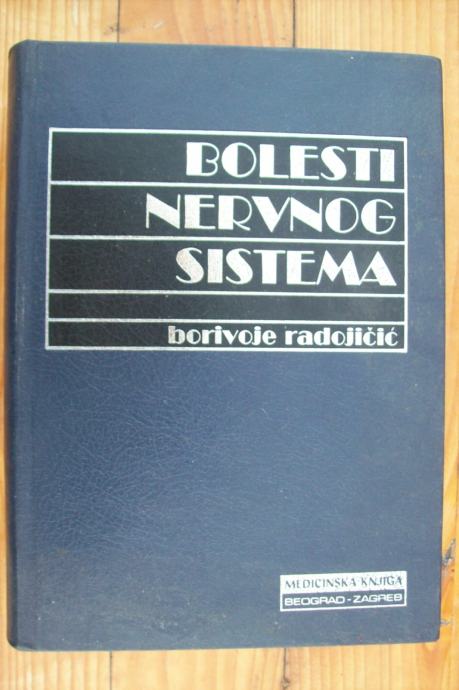 BOLESTI
NERVNOG
SISTEMA
borivoje radojičić
MEDICINSKA KNJIGA
BEOGRAD-ZAGREB